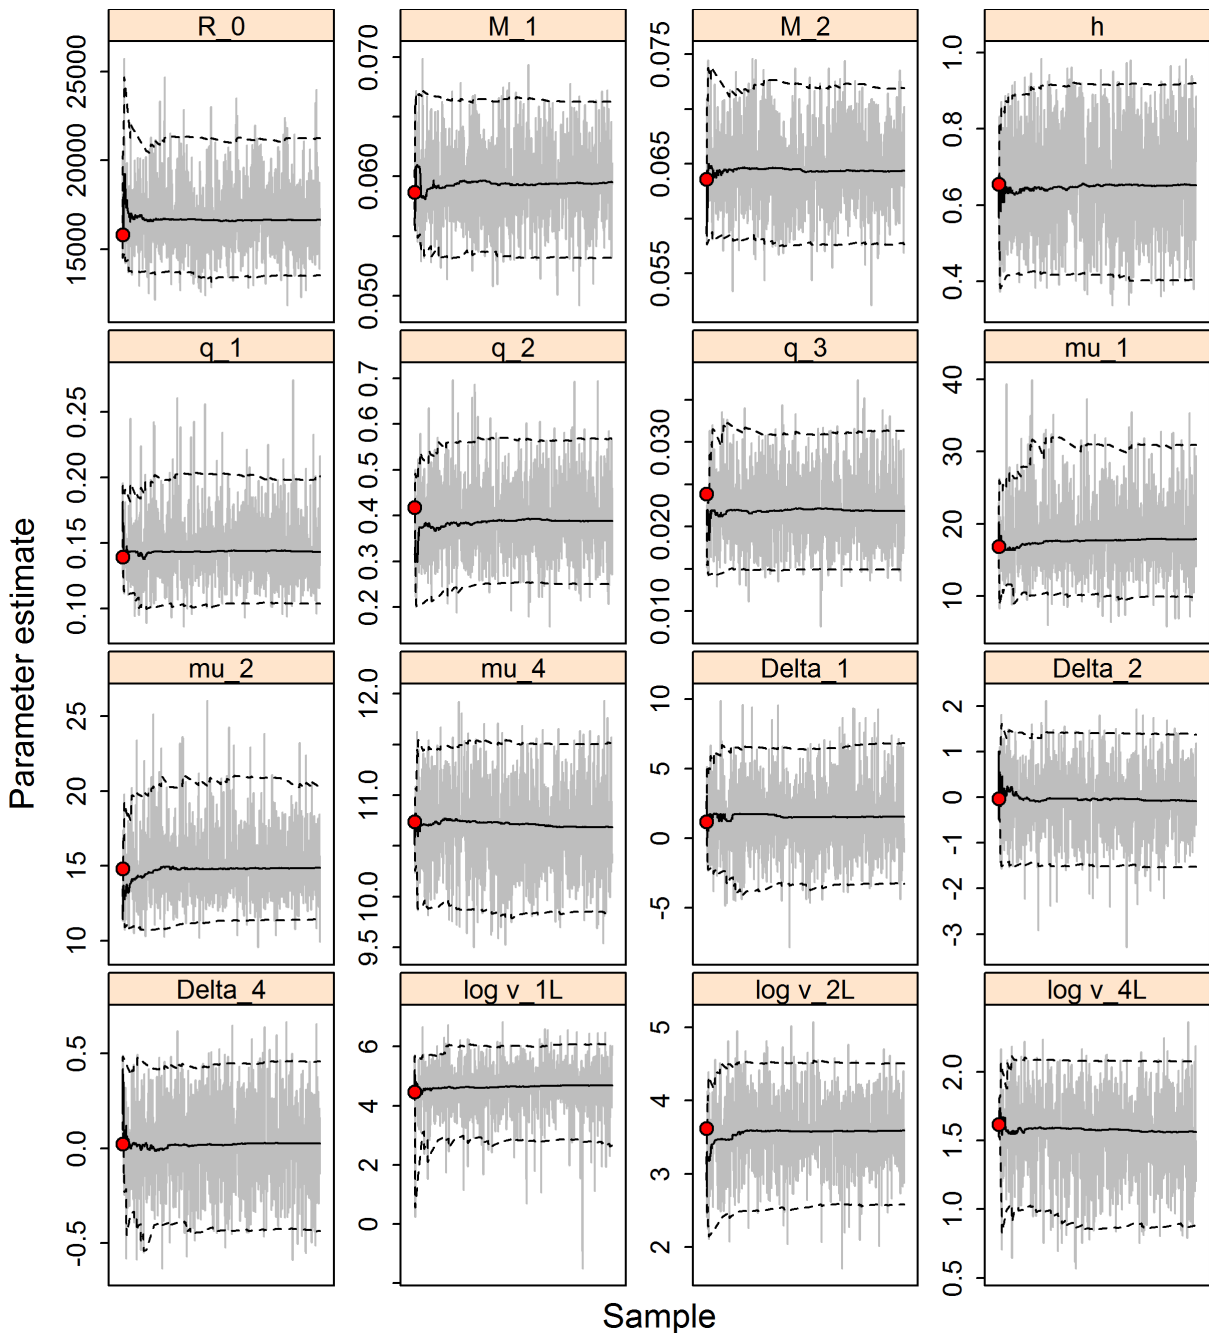 R_0 M_1 M_2 h
15000 20000 25000
0.050 0.060 0.070
0.055 0.065 0.075
0.4 0.6 0.8 1.0
q_1 q_2 q_3 mu_1
0.10 0.15 0.20 0.25
0.2 0.3 0.4 0.5 0.6 0.7
0.010 0.020 0.030
10 20 30 40
mu_2 mu_4 Delta_1 Delta_2
10 15 20 25
9.5 10.0 11.0 12.0
-5 0 5 10
-3 -2 -1 0 1 2
Delta_4 log v_1L log v_2L log v_4L
-0.5 0.0 0.5
0 2 4 6
2 3 4 5
0.5 1.0 1.5 2.0
Parameter estimate
Sample